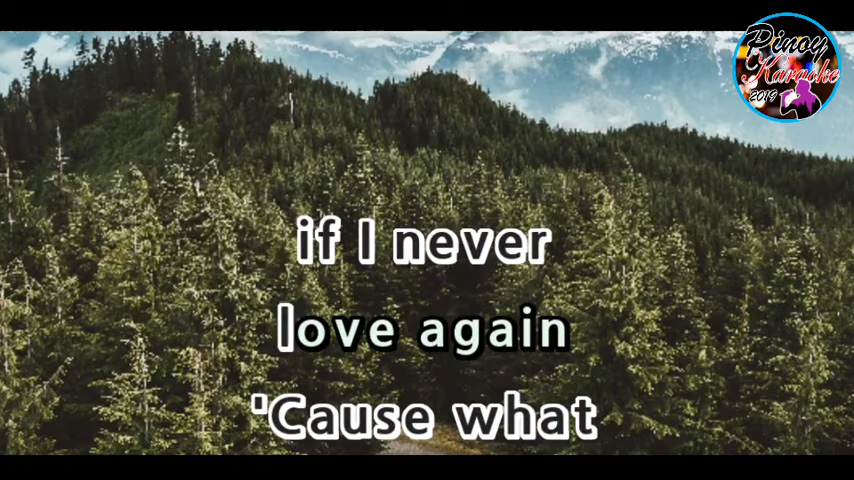 Pinoy
Karaoke
2019
if I never
love again
'Cause what